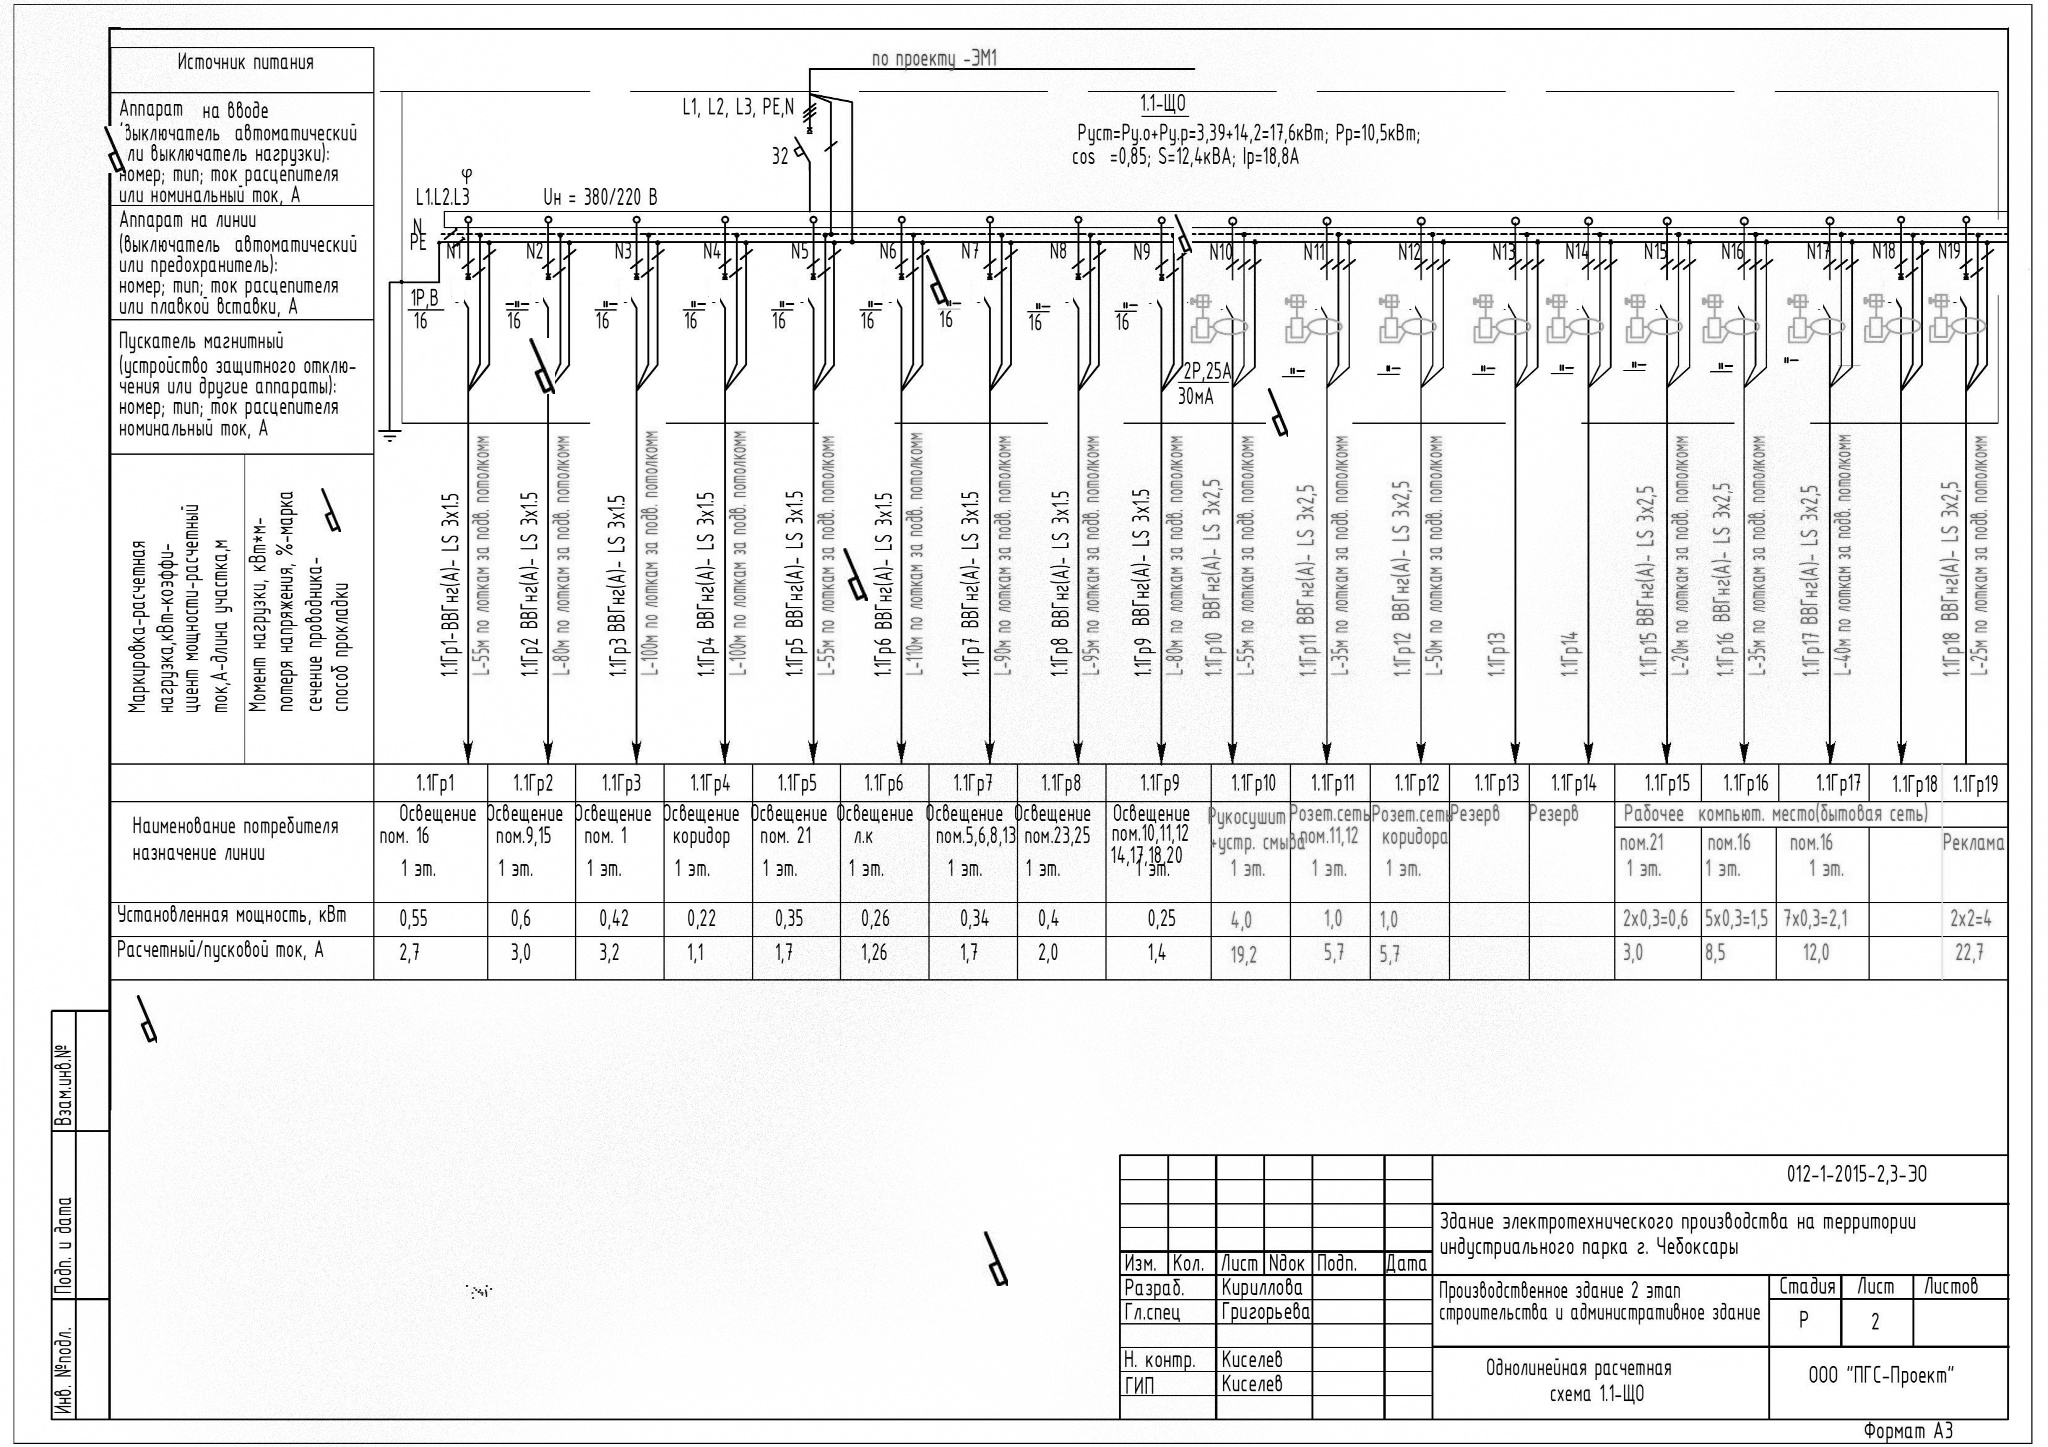 Источник питания
Аппарат на вводе
выключатель автоматический
ли выключатель нагрузки):
номер; тип; ток расцепителя
или номинальный ток, А
Аппарат на линии
(выключатель автоматический
или предохранитель):
номер; тип; ток расцепителя
или плавкой вставки, А
Пускатель магнитный
(устройство защитного отклю-
чения или другие аппараты):
номер; тип; ток расцепителя
номинальный ток, А
Маркировка-расчетная
нагрузка,кВт-коэффи-
циент мощности-расчетный
ток,А-длина участка,м
Момент нагрузки, кВт*м-
потеря напряжения, %-марка
сечение проводника-
способ прокладки
по проекту -ЭМ1
L1, L2, L3, PE,N
32
1.1-ЩО
Руст=Ру.о+Ру.р=3,39+14,2=17,6кВт; Рр=10,5кВт;
cos =0,85; S=12,4кВА; Iр=18,8А
φ
L1.L2.L3
Uн = 380/220 В
N
PE
N1 N2 N3 N4 N5 N6 N7 N8 N9 N10 N11 N12 N13 N14 N15 N16 N17 N18 N19
1Р,В
16
-"-
16
-"-
16
-"-
16
-"-
16
-"-
16
"-
16
"-
16
"-
16
2Р,25А
30мА
"- "- "- "- "- "- "-
1.1Гр1-ВВГнг(А)- LS 3х1.5
L-55м по лоткам за подв. потолкомм
1.1Гр2 ВВГнг(А)- LS 3х1.5
L-80м по лоткам за подв. потолкомм
1.1Гр3 ВВГнг(А)- LS 3х1.5
L-100м по лоткам за подв. потолкомм
1.1Гр4 ВВГнг(А)- LS 3х1.5
L-100м по лоткам за подв. потолкомм
1.1Гр5 ВВГнг(А)- LS 3х1.5
L-55м по лоткам за подв. потолкомм
1.1Гр6 ВВГнг(А)- LS 3х1.5
L-110м по лоткам за подв. потолкомм
1.1Гр7 ВВГнг(А)- LS 3х1.5
L-90м по лоткам за подв. потолкомм
1.1Гр8 ВВГнг(А)- LS 3х1.5
L-95м по лоткам за подв. потолкомм
1.1Гр9 ВВГнг(А)- LS 3х1.5
L-80м по лоткам за подв. потолкомм
1.1Гр10 ВВГнг(А)- LS 3х2,5
L-55м по лоткам за подв. потолкомм
1.1Гр11 ВВГнг(А)- LS 3х2,5
L-35м по лоткам за подв. потолкомм
1.1Гр12 ВВГнг(А)- LS 3х2,5
L-50м по лоткам за подв. потолкомм
1.1Гр13
1.1Гр14
1.1Гр15 ВВГнг(А)- LS 3х2,5
L-20м по лоткам за подв. потолкомм
1.1Гр16 ВВГнг(А)- LS 3х2,5
L-35м по лоткам за подв. потолкомм
1.1Гр17 ВВГнг(А)- LS 3х2,5
L-40м по лоткам за подв. потолкомм
1.1Гр18 ВВГнг(А)- LS 3х2,5
L-25м по лоткам за подв. потолкомм
1.1Гр1 1.1Гр2 1.1Гр3 1.1Гр4 1.1Гр5 1.1Гр6 1.1Гр7 1.1Гр8 1.1Гр9 1.1Гр10 1.1Гр11 1.1Гр12 1.1Гр13 1.1Гр14 1.1Гр15 1.1Гр16 1.1Гр17 1.1Гр18 1.1Гр19
Наименование потребителя
назначение линии
Освещение
пом. 16
1 эт.
Освещение
пом.9,15
1 эт.
Освещение
пом. 1
1 эт.
Освещение
коридор
1 эт.
Освещение
пом. 21
1 эт.
Освещение
л.к
1 эт.
Освещение
пом.5,6,8,13
1 эт.
Освещение
пом.23,25
1 эт.
Освещение
пом.10,11,12
14,17,18,20
1 эт.
Рукосушит
+устр. смыва
1 эт.
Розет.сеть
пом.11,12
1 эт.
Розет.сеть
коридора
1 эт.
Резерв
Резерв
Рабочее компьют. место(бытовая сеть)
пом.21
1 эт.
пом.16
1 эт.
пом.16
1 эт.
Реклама
Установленная мощность, кВт 0,55 0,6 0,42 0,22 0,35 0,26 0,34 0,4 0,25 4,0 1,0 1,0 2х0,3=0,6 5х0,3=1,5 7х0,3=2,1 2х2=4
Расчетный/пусковой ток, А 2,7 3,0 3,2 1,1 1,7 1,26 1,7 2,0 1,4 19,2 5,7 5,7 3,0 8,5 12,0 22,7
Взам.инв.№
Подп. и дата
Инв. №подл.
012-1-2015-2,3-ЭО
Здание электротехнического производства на территории
индустриального парка г. Чебоксары
Изм. Кол. Лист Nдок Подп. Дата
Разраб. Кириллова
Гл.спец Григорьева
Н. контр. Киселев
ГИП Киселев
Производственное здание 2 этап
строительства и административное здание
Стадия Лист Листов
Р 2
Однолинейная расчетная
схема 1.1-ЩО
ООО "ПГС-Проект"
Формат А3